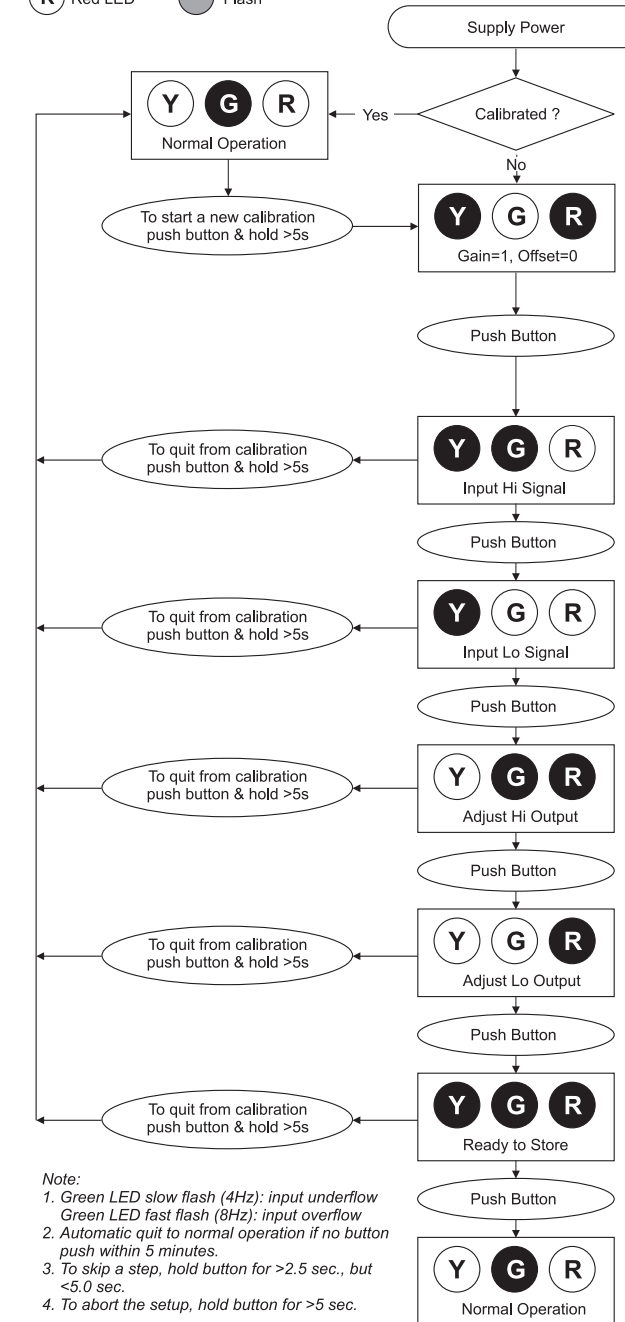 R Red LED Flash
Supply Power
Calibrated ?
Yes
No
Y G R
Normal Operation
To start a new calibration
push button & hold >5s
Y G R
Gain=1, Offset=0
Push Button
Y G R
Input Hi Signal
To quit from calibration
push button & hold >5s
Push Button
Y G R
Input Lo Signal
To quit from calibration
push button & hold >5s
Push Button
Y G R
Adjust Hi Output
To quit from calibration
push button & hold >5s
Push Button
Y G R
Adjust Lo Output
To quit from calibration
push button & hold >5s
Push Button
Y G R
Ready to Store
To quit from calibration
push button & hold >5s
Push Button
Y G R
Normal Operation
Note:
1. Green LED slow flash (4Hz): input underflow
Green LED fast flash (8Hz): input overflow
2. Automatic quit to normal operation if no button
push within 5 minutes.
3. To skip a step, hold button for >2.5 sec., but
<5.0 sec.
4. To abort the setup, hold button for >5 sec.